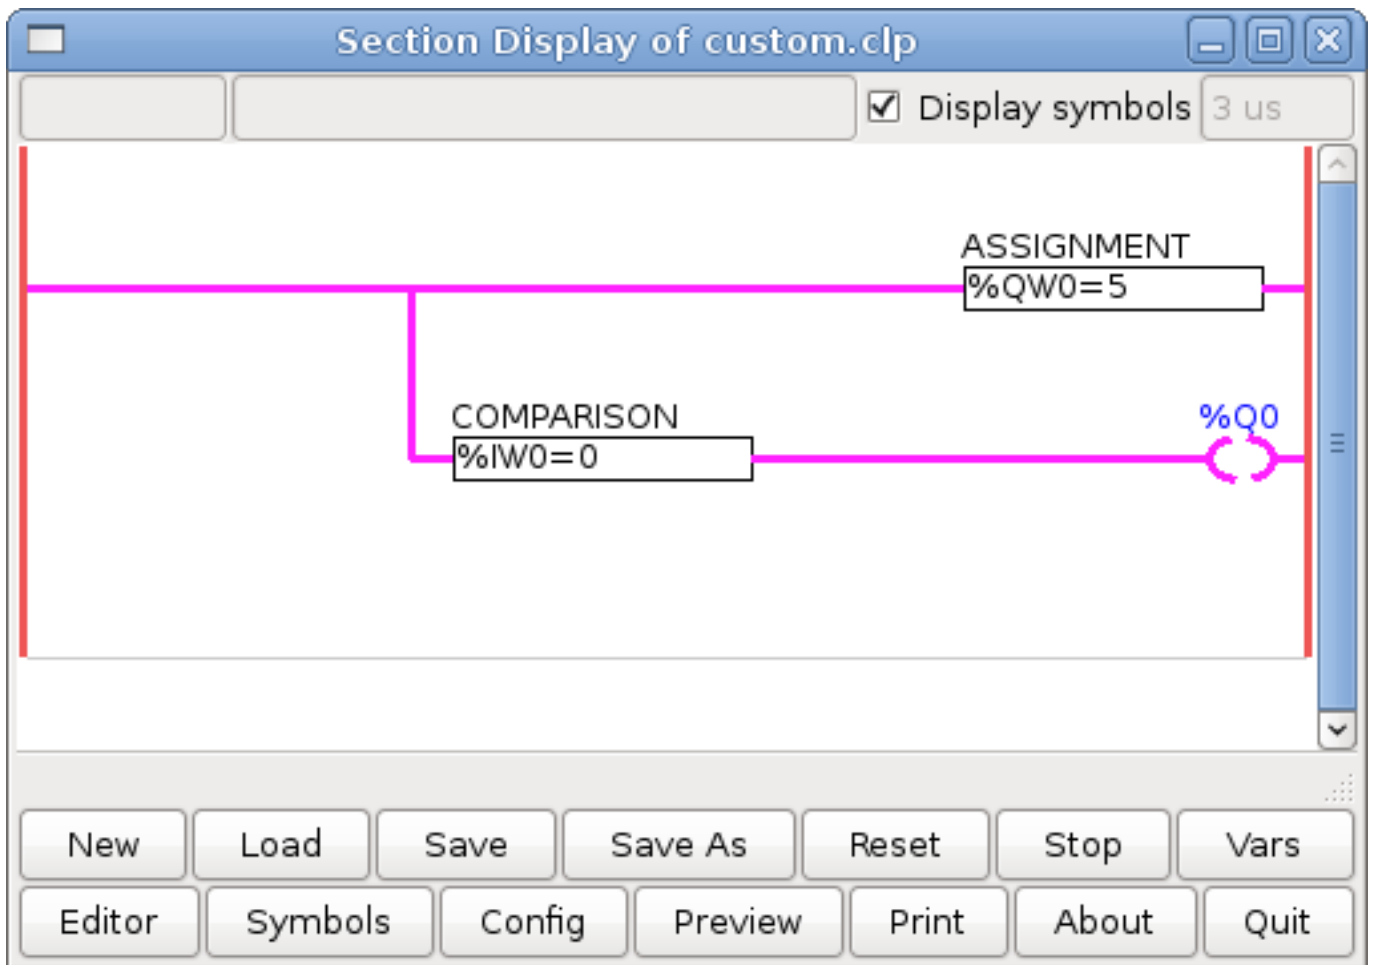 Section Display of custom.clp
Display symbols 3 us
ASSIGNMENT
%QW0=5
COMPARISON
%IW0=0
%Q0
New Load Save Save As Reset Stop Vars
Editor Symbols Config Preview Print About Quit